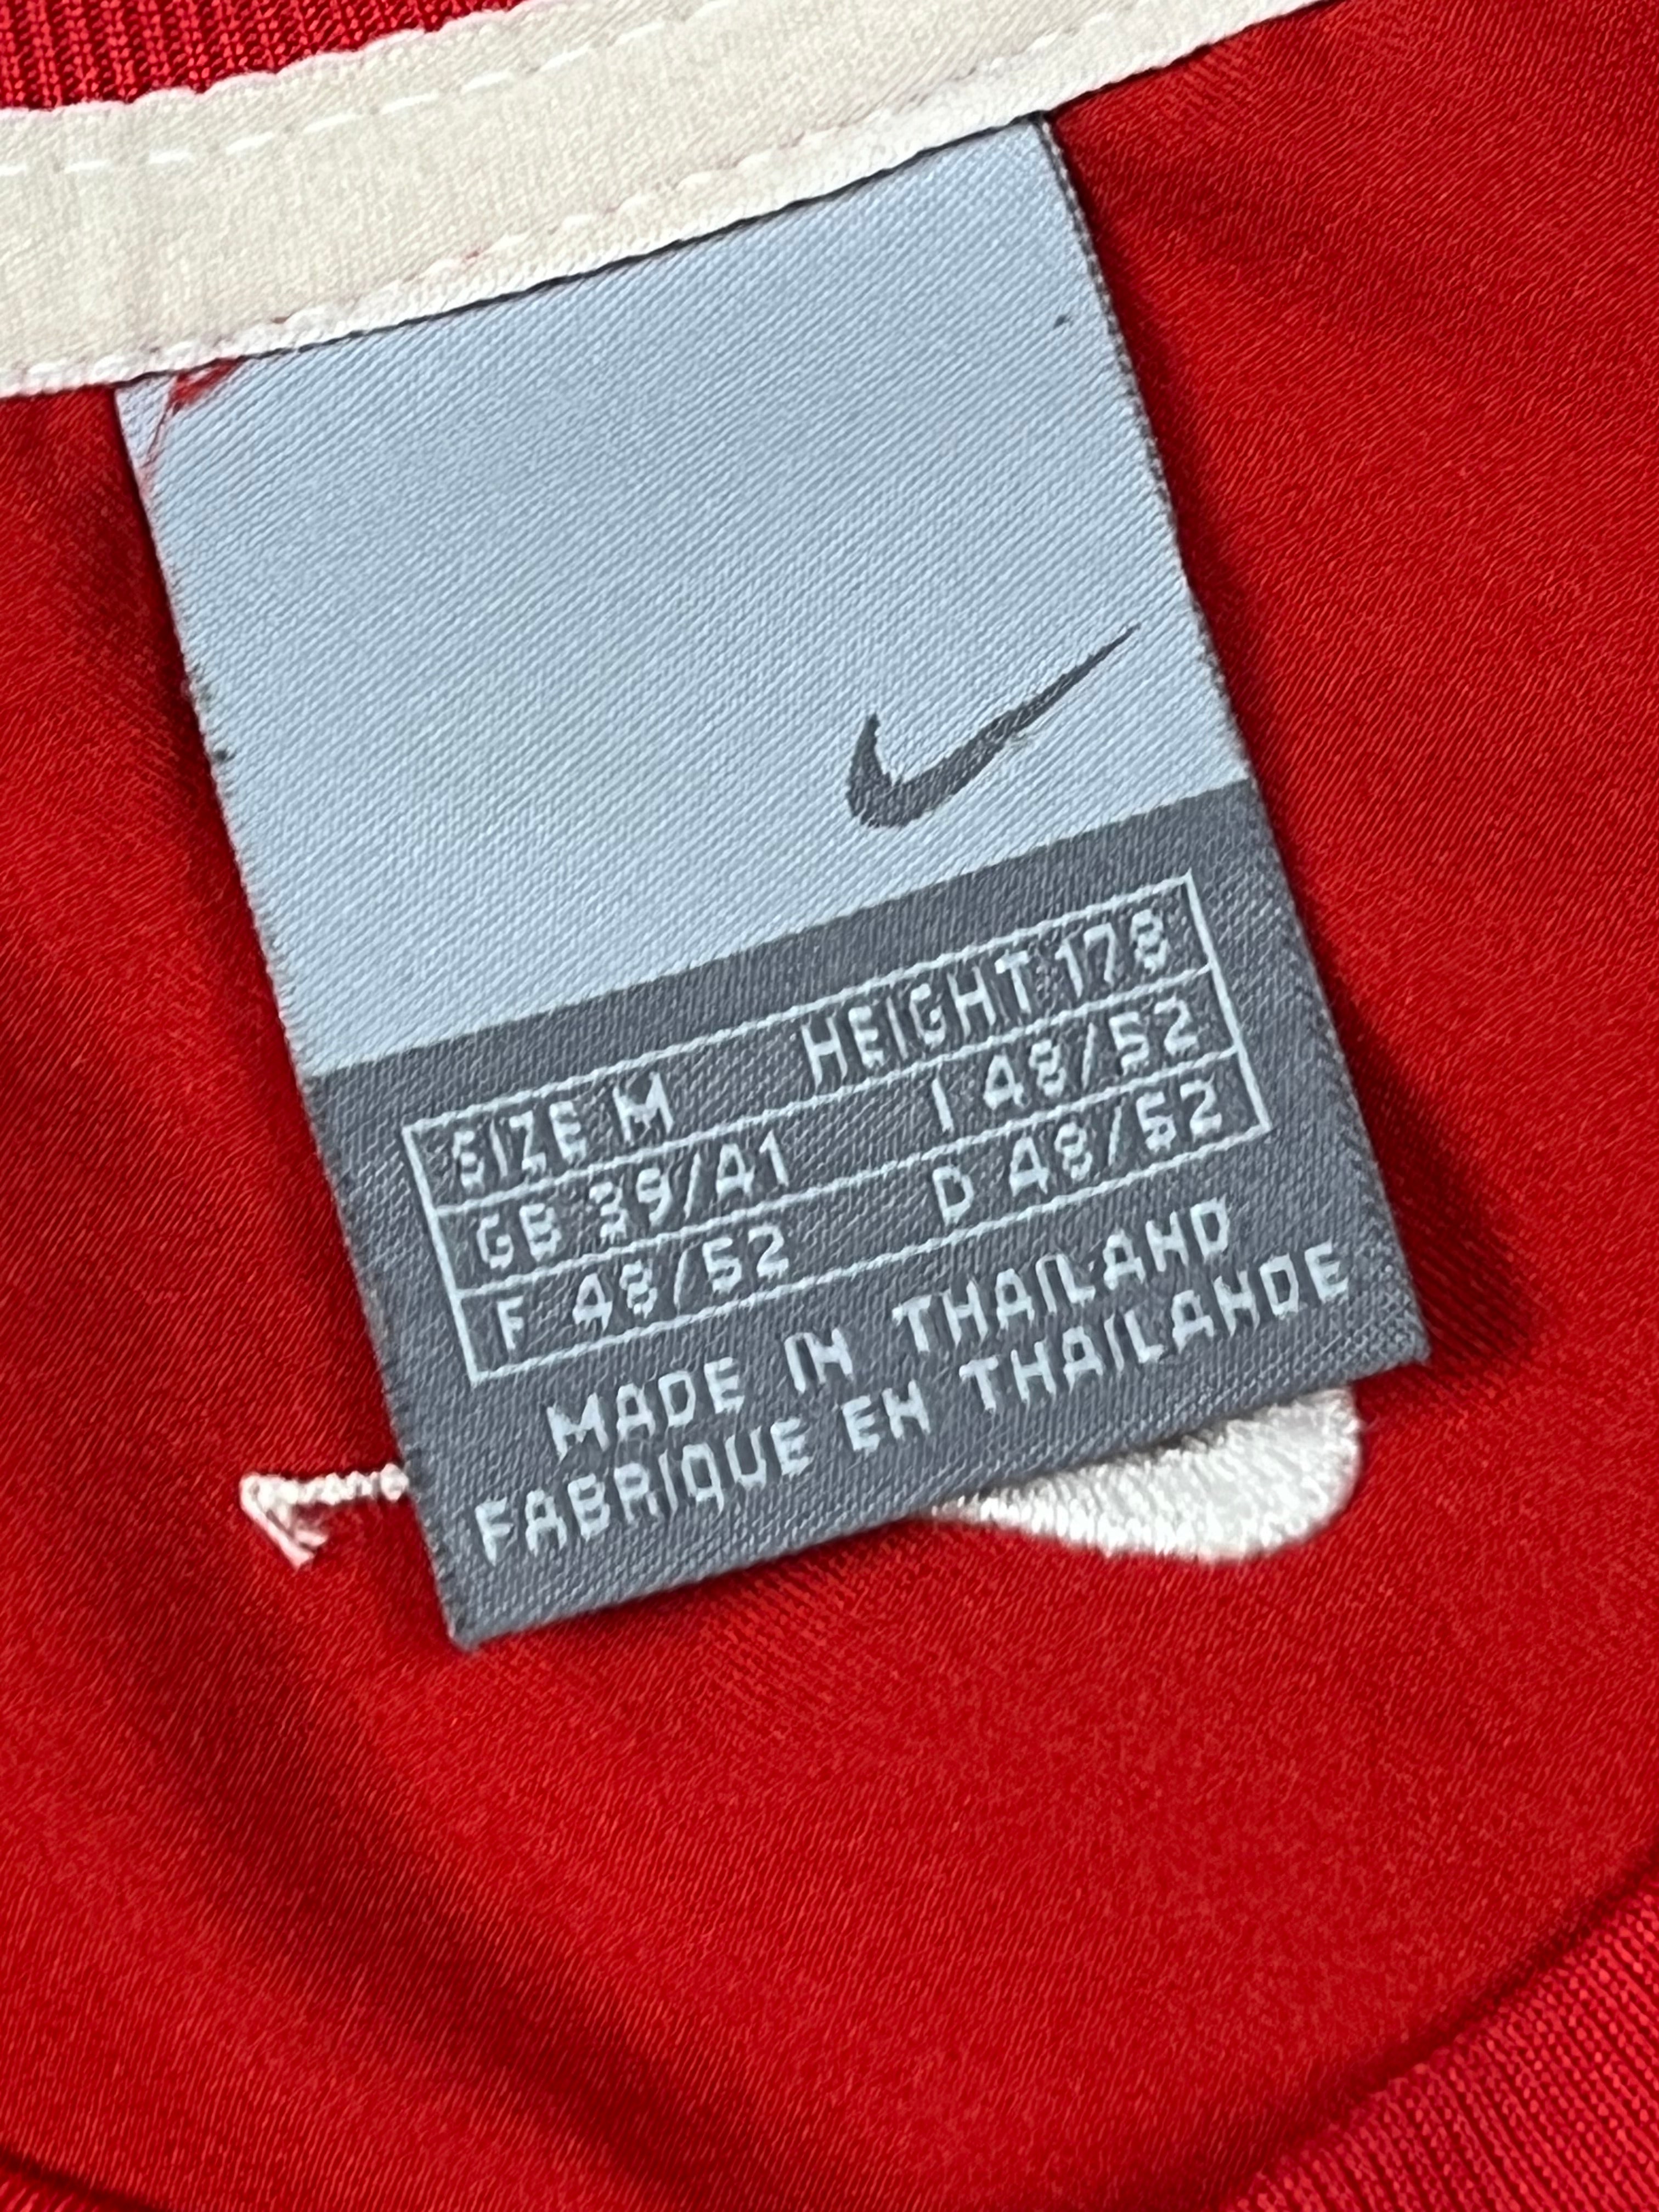 SIZE M HEIGHT 178
GB 39/41 I 48/52
F 48/52 D 48/52
MADE IN THAILAND
FABRIQUE EN THAILANDE